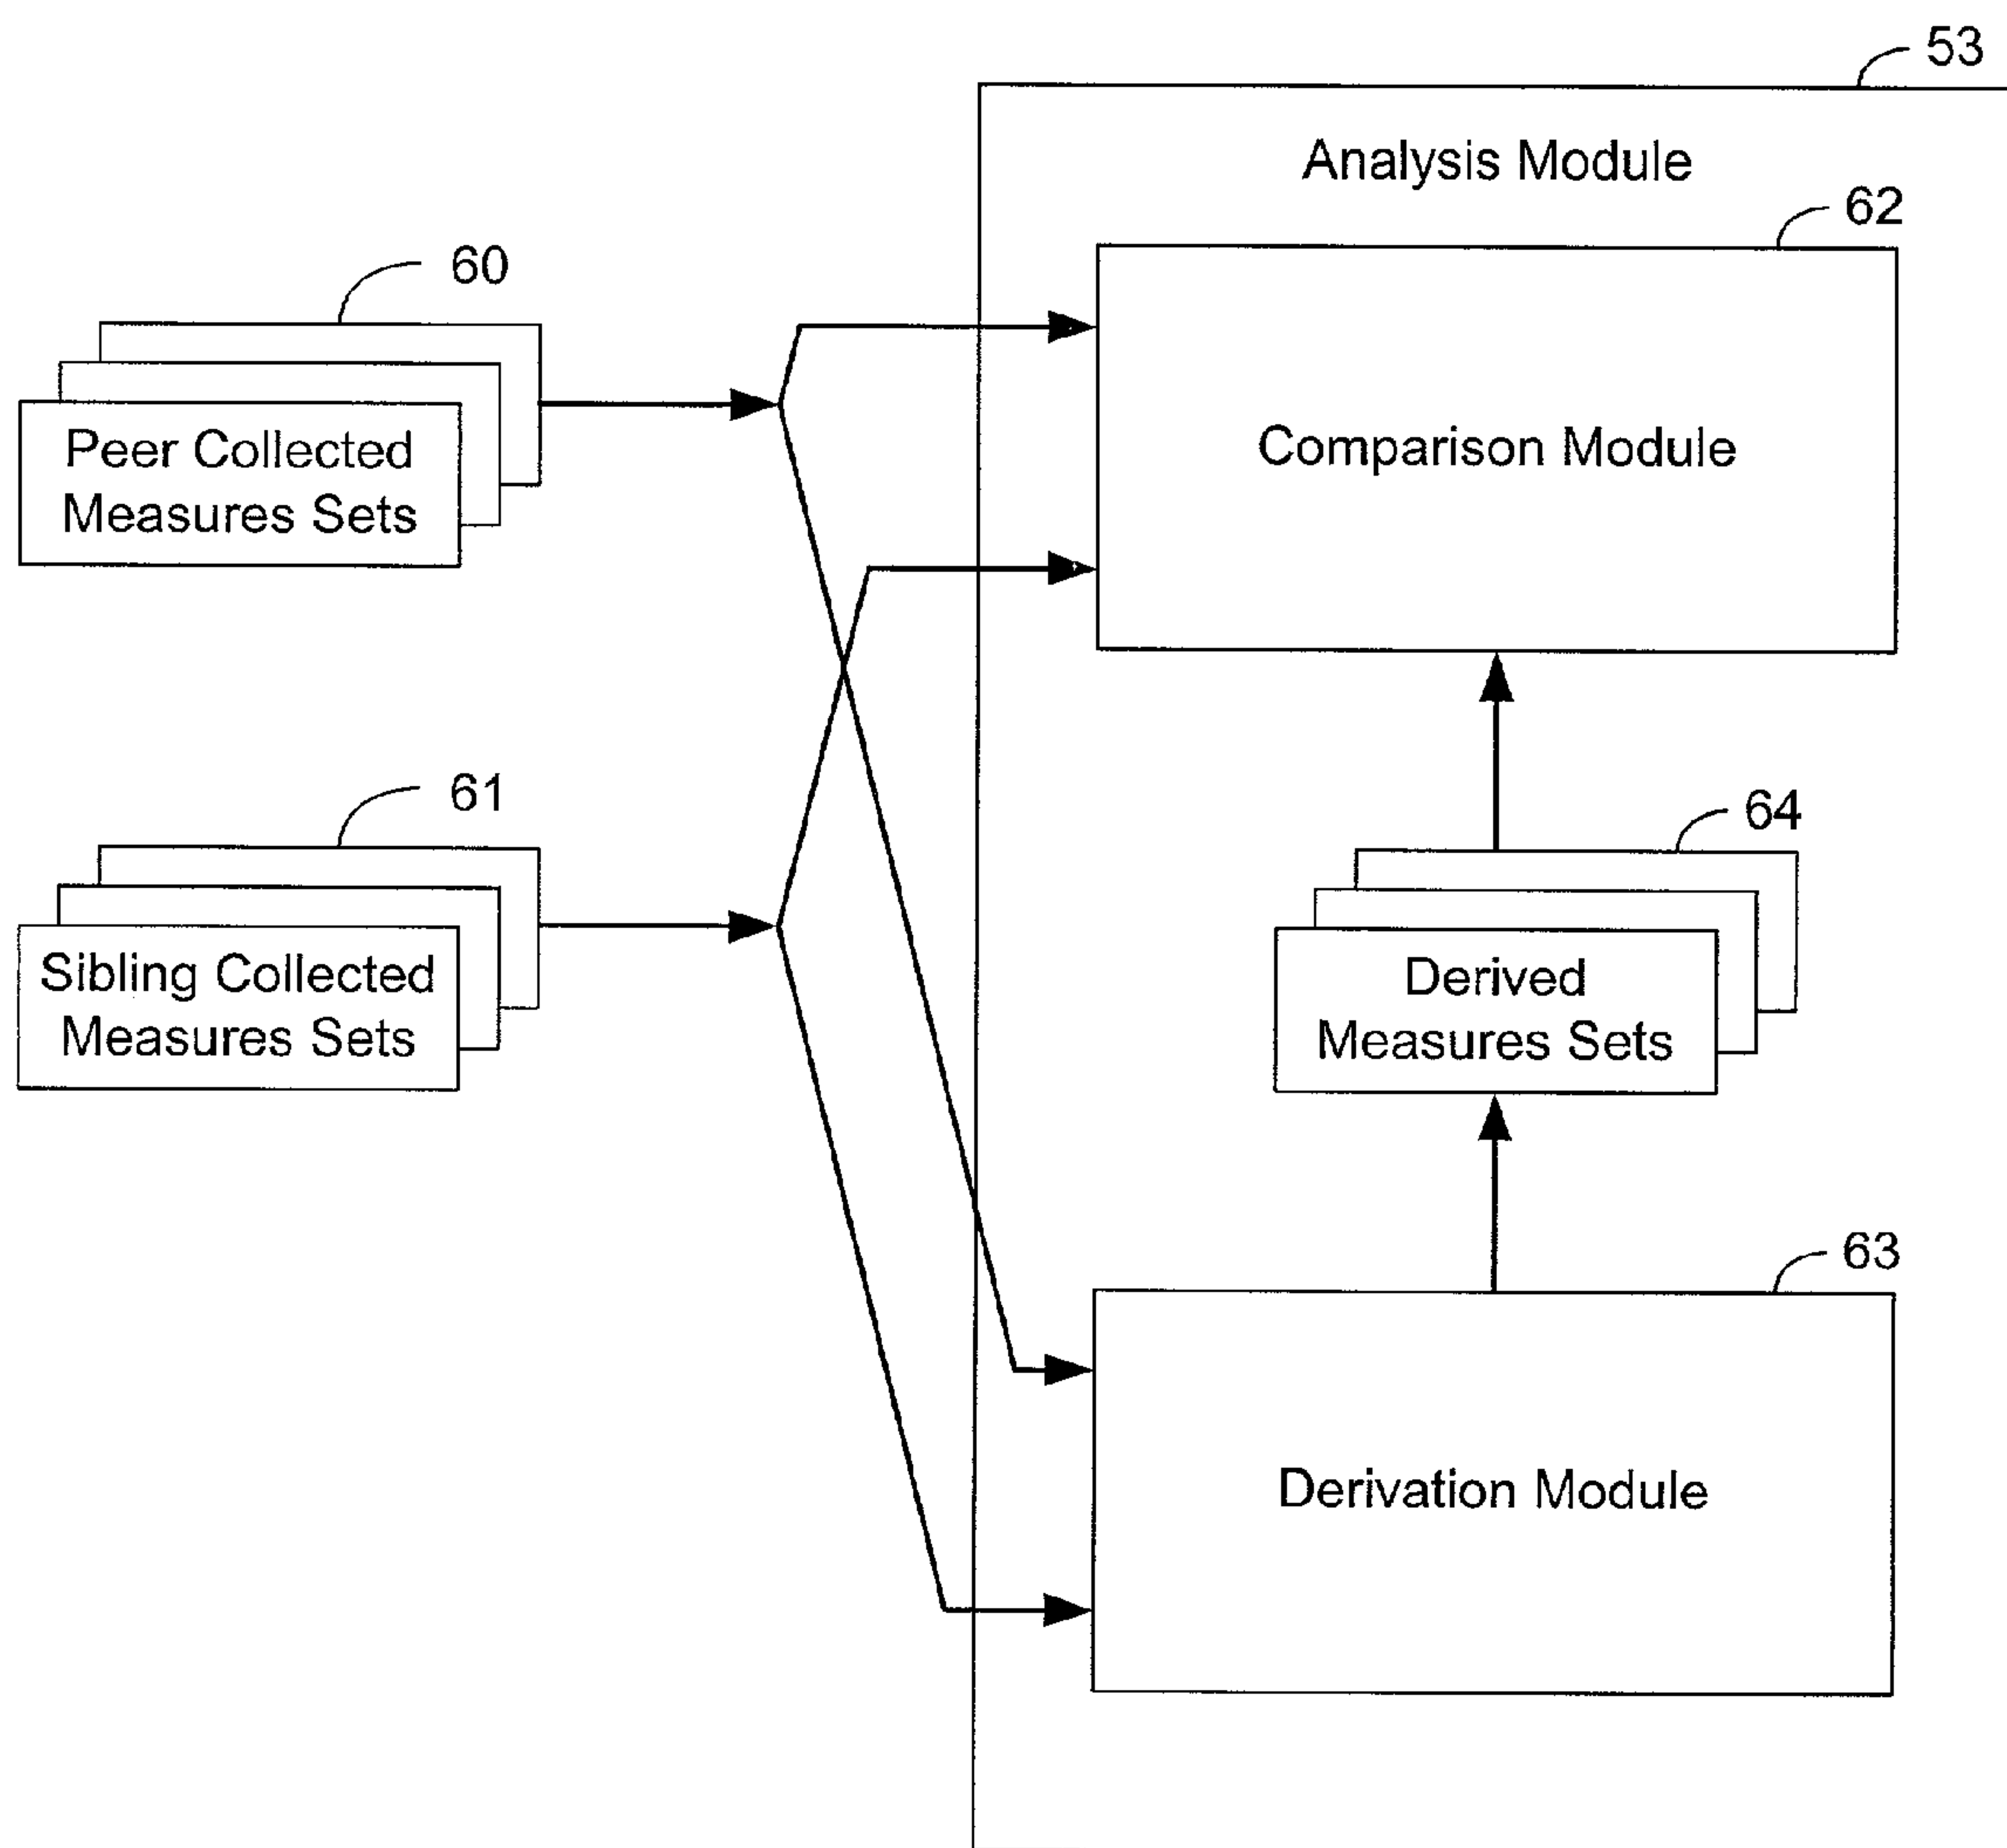 53
Analysis Module
62
60
Comparison Module
Peer Collected
Measures Sets
61
64
Sibling Collected
Measures Sets
Derived
Measures Sets
63
Derivation Module